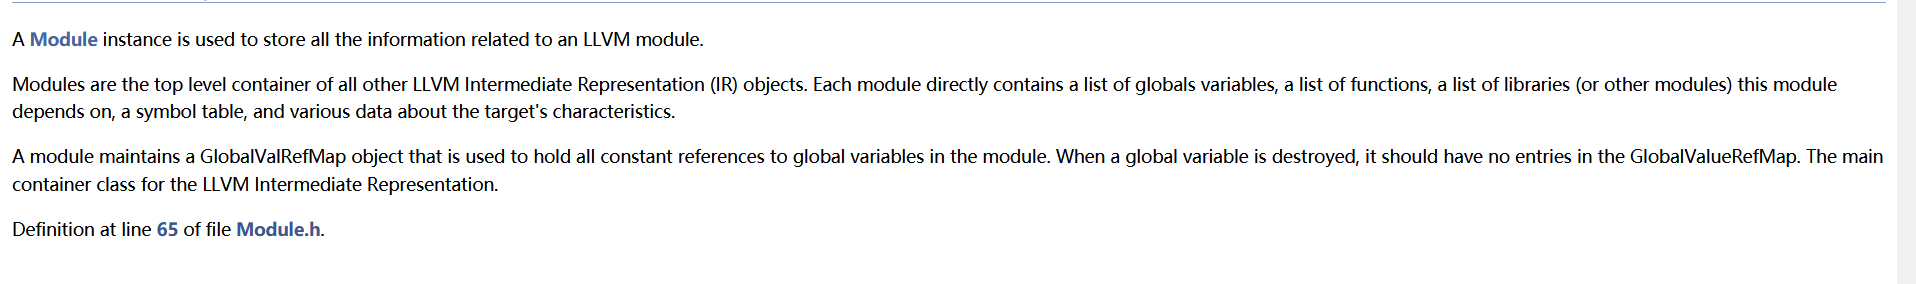 A Module instance is used to store all the information related to an LLVM module.
Modules are the top level container of all other LLVM Intermediate Representation (IR) objects. Each module directly contains a list of globals variables, a list of functions, a list of libraries (or other modules) this module
depends on, a symbol table, and various data about the target's characteristics.
A module maintains a GlobalValRefMap object that is used to hold all constant references to global variables in the module. When a global variable is destroyed, it should have no entries in the GlobalValueRefMap. The main
container class for the LLVM Intermediate Representation.
Definition at line 65 of file Module.h.